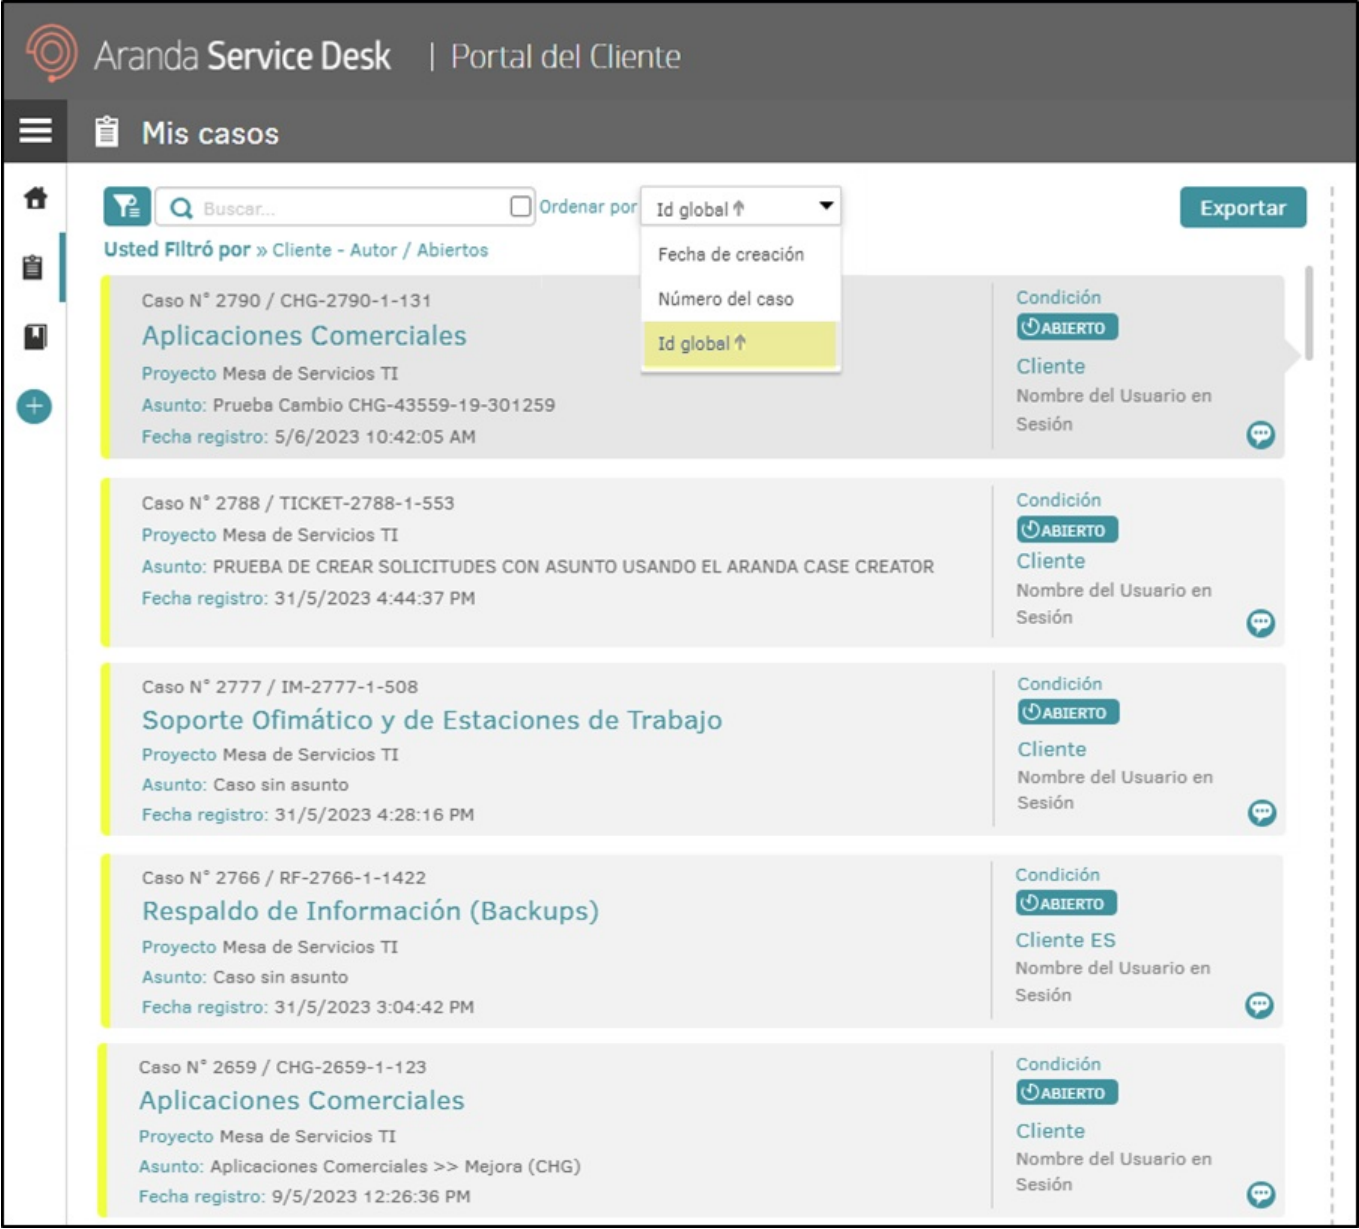 Aranda Service Desk | Portal del Cliente
Mis casos
Buscar... Ordenar por Id global ↑ Exportar
Usted Filtró por » Cliente - Autor / Abiertos
Fecha de creación
Número del caso
Id global ↑
Caso N° 2790 / CHG-2790-1-131
Aplicaciones Comerciales
Proyecto Mesa de Servicios TI
Asunto: Prueba Cambio CHG-43559-19-301259
Fecha registro: 5/6/2023 10:42:05 AM
Condición
ABIERTO
Cliente
Nombre del Usuario en
Sesión
Caso N° 2788 / TICKET-2788-1-553
Proyecto Mesa de Servicios TI
Asunto: PRUEBA DE CREAR SOLICITUDES CON ASUNTO USANDO EL ARANDA CASE CREATOR
Fecha registro: 31/5/2023 4:44:37 PM
Condición
ABIERTO
Cliente
Nombre del Usuario en
Sesión
Caso N° 2777 / IM-2777-1-508
Soporte Ofimático y de Estaciones de Trabajo
Proyecto Mesa de Servicios TI
Asunto: Caso sin asunto
Fecha registro: 31/5/2023 4:28:16 PM
Condición
ABIERTO
Cliente
Nombre del Usuario en
Sesión
Caso N° 2766 / RF-2766-1-1422
Respaldo de Información (Backups)
Proyecto Mesa de Servicios TI
Asunto: Caso sin asunto
Fecha registro: 31/5/2023 3:04:42 PM
Condición
ABIERTO
Cliente ES
Nombre del Usuario en
Sesión
Caso N° 2659 / CHG-2659-1-123
Aplicaciones Comerciales
Proyecto Mesa de Servicios TI
Asunto: Aplicaciones Comerciales >> Mejora (CHG)
Fecha registro: 9/5/2023 12:26:36 PM
Condición
ABIERTO
Cliente
Nombre del Usuario en
Sesión